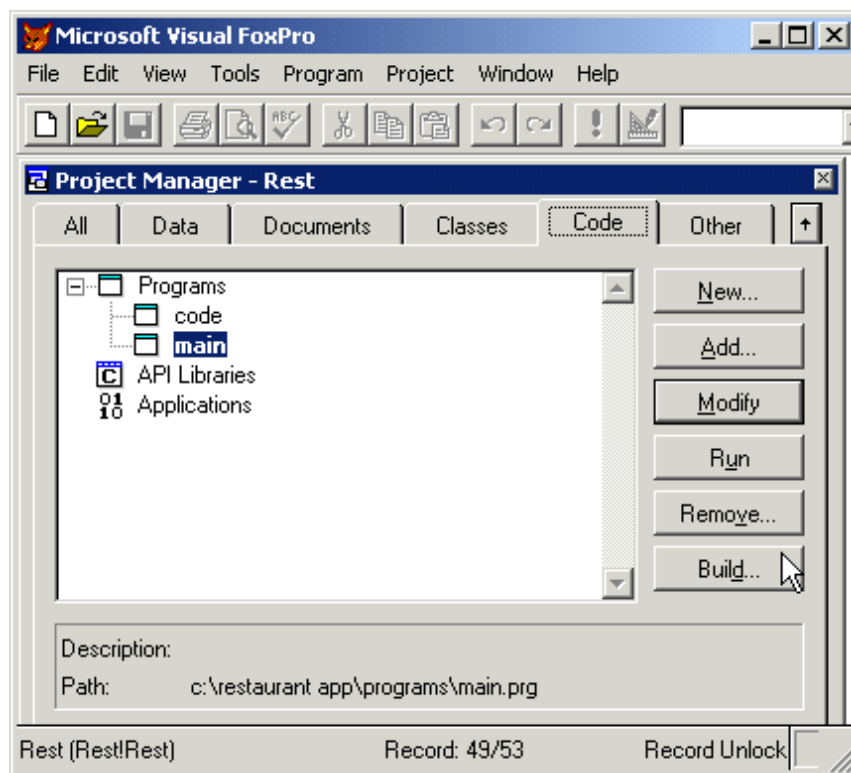 Microsoft Visual FoxPro
File Edit View Tools Program Project Window Help
ABC
Project Manager - Rest
All Data Documents Classes Code Other
Programs
code
main
API Libraries
Applications
New...
Add...
Modify
Run
Remove...
Build...
Description:
Path: c:\restaurant app\programs\main.prg
Rest (Rest!Rest) Record: 49/53 Record Unlock